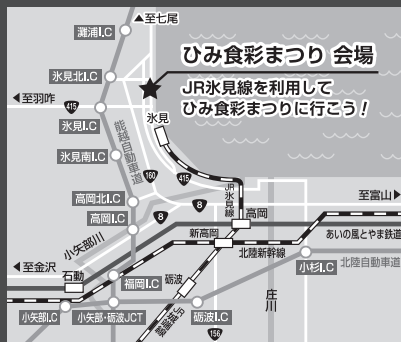 ▲至七尾
灘浦I.C
ひみ食彩まつり 会場
氷見北I.C
JR氷見線を利用して
ひみ食彩まつりに行こう！
◀至羽咋
415
氷見I.C
氷見
能越自動車道
氷見南I.C
160
415
JR氷見線
高岡北I.C
至富山▶
8
8
高岡I.C
高岡
小矢部川
新高岡
あいの風とやま鉄道
北陸新幹線
◀至金沢
石動
小杉I.C
北陸自動車道
福岡I.C
砺波
JR城端線
庄川
小矢部I.C
小矢部・砺波JCT
砺波I.C
156